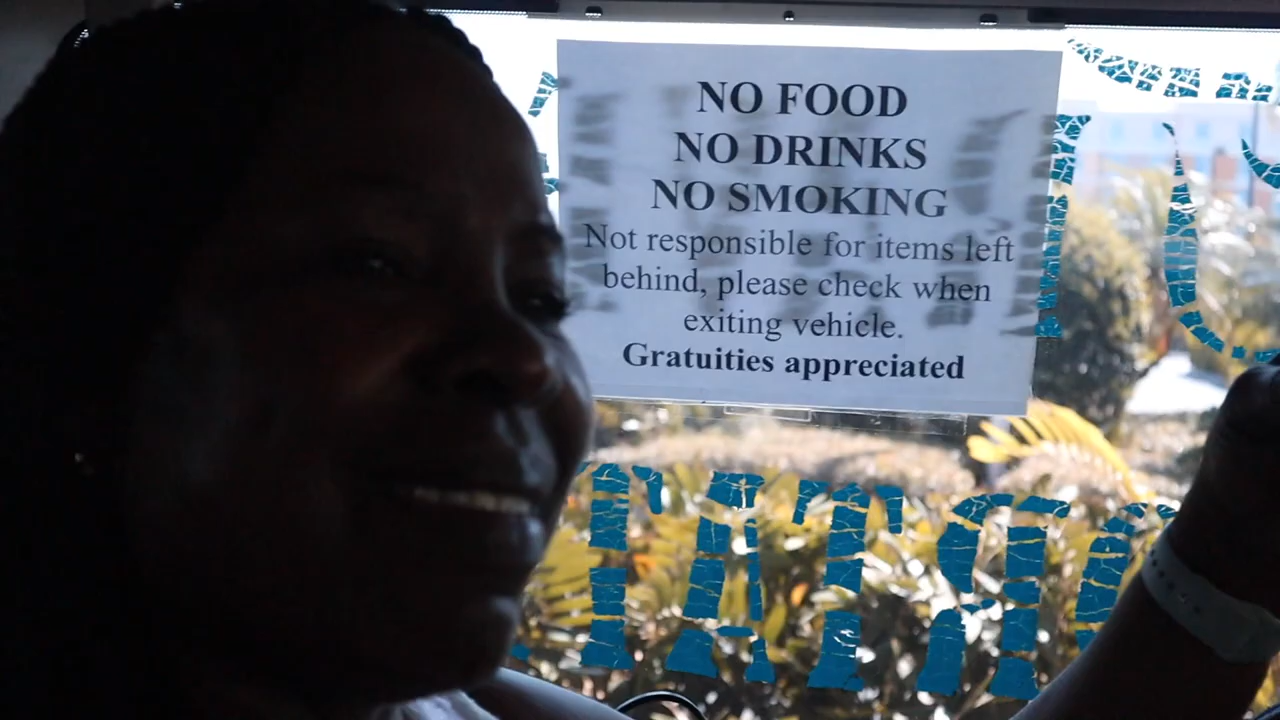 NO FOOD
NO DRINKS
NO SMOKING
Not responsible for items left
behind, please check when
exiting vehicle.
Gratuities appreciated